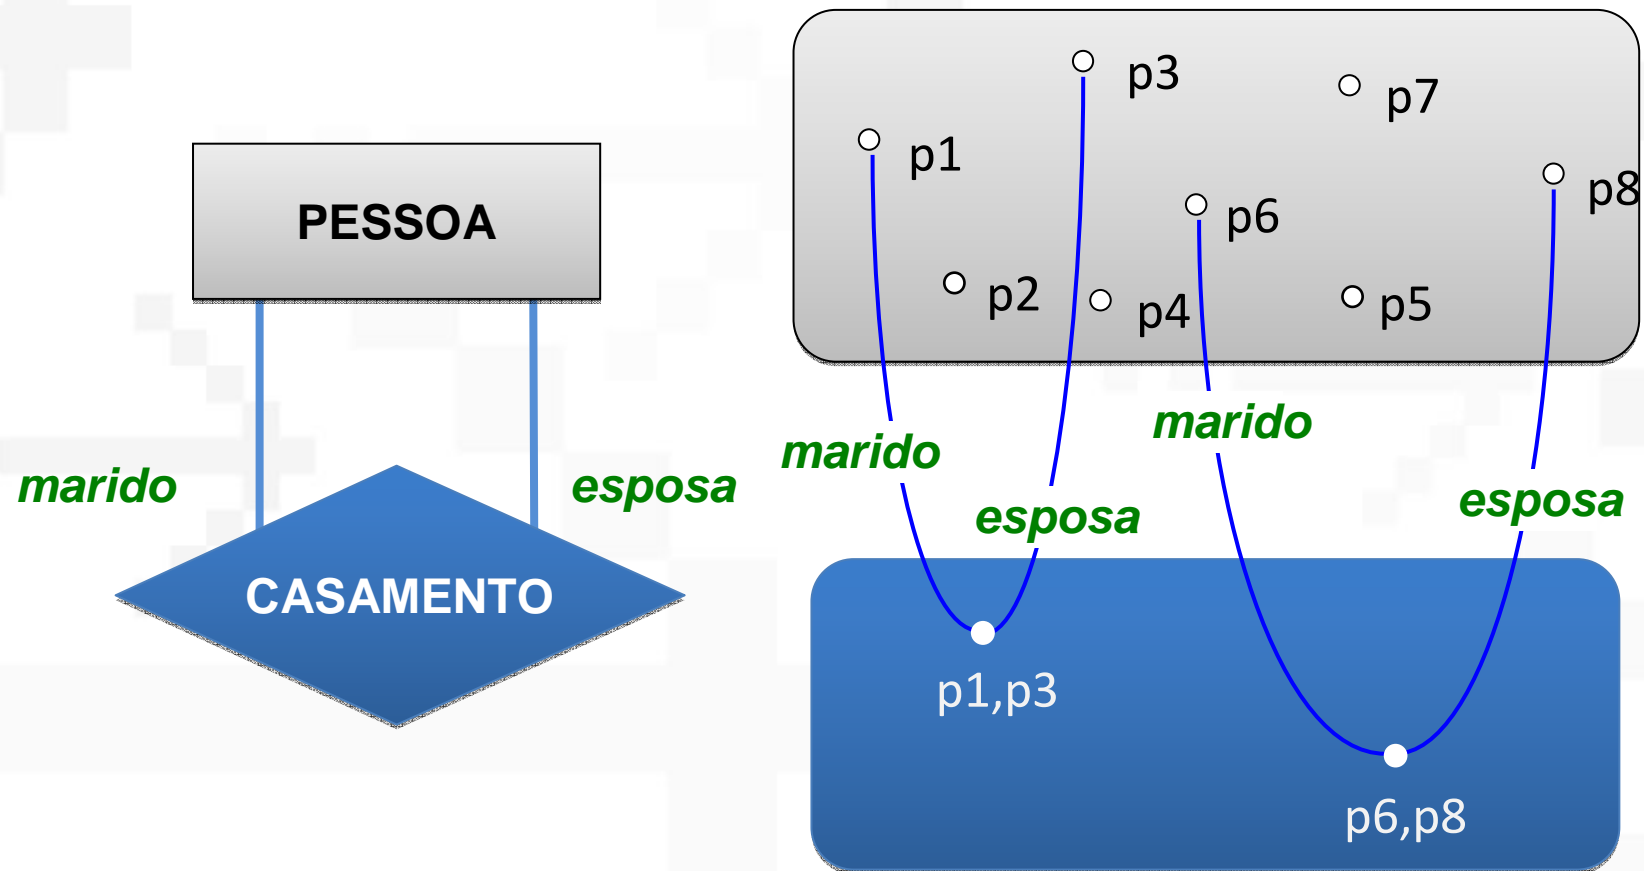 PESSOA
marido
esposa
CASAMENTO
p3
p7
p1
p8
p6
p2
p4
p5
marido
marido
esposa
esposa
p1,p3
p6,p8